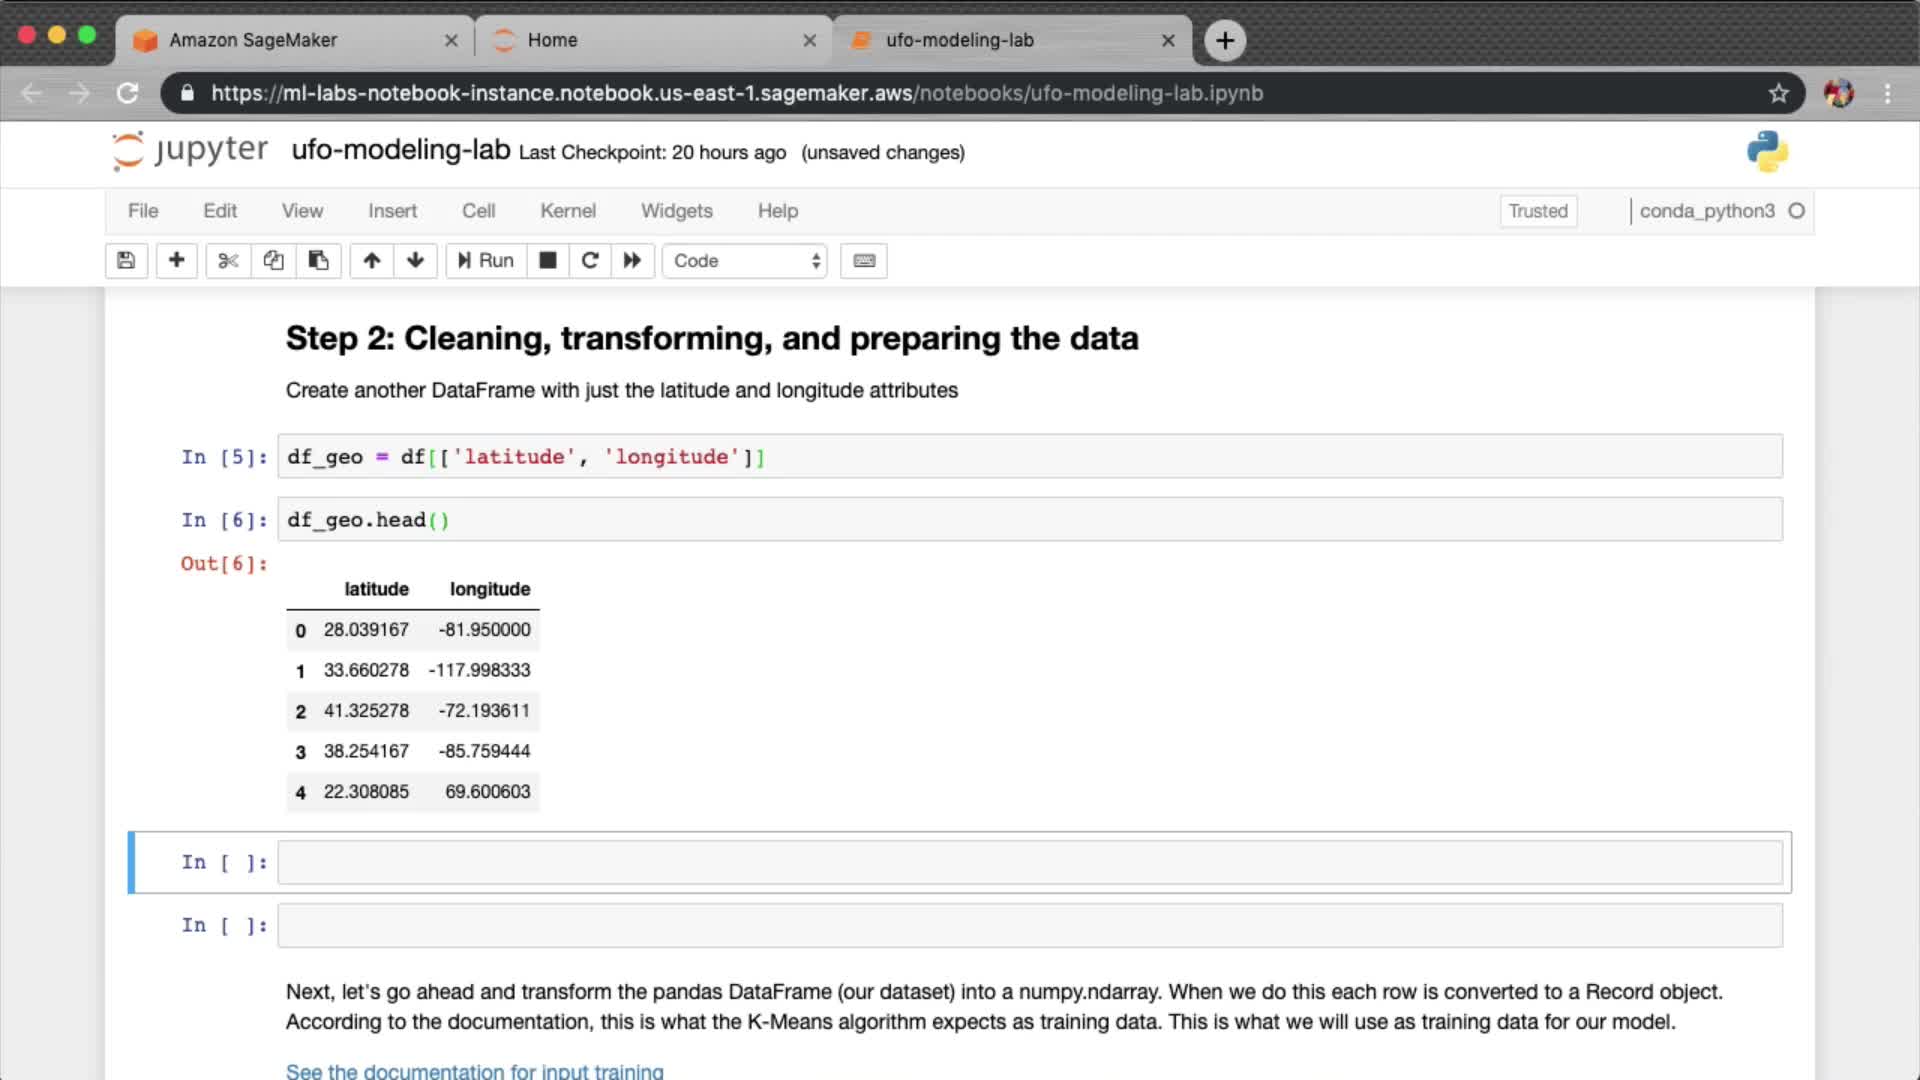 Amazon SageMaker
Home
ufo-modeling-lab
https://ml-labs-notebook-instance.notebook.us-east-1.sagemaker.aws/notebooks/ufo-modeling-lab.ipynb
jupyter ufo-modeling-lab Last Checkpoint: 20 hours ago (unsaved changes)
File Edit View Insert Cell Kernel Widgets Help Trusted conda_python3
Run Code
Step 2: Cleaning, transforming, and preparing the data
Create another DataFrame with just the latitude and longitude attributes
In [5]: df_geo = df[['latitude', 'longitude']]
In [6]: df_geo.head()
Out[6]:
latitude longitude
0 28.039167 -81.950000
1 33.660278 -117.998333
2 41.325278 -72.193611
3 38.254167 -85.759444
4 22.308085 69.600603
In [ ]:
In [ ]:
Next, let's go ahead and transform the pandas DataFrame (our dataset) into a numpy.ndarray. When we do this each row is converted to a Record object.
According to the documentation, this is what the K-Means algorithm expects as training data. This is what we will use as training data for our model.
See the documentation for input training